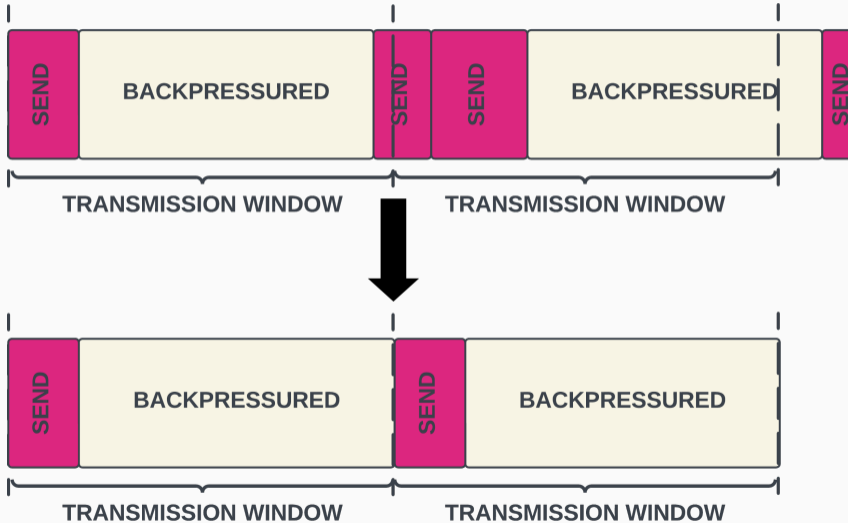 SEND
BACKPRESSURED
SEND
SEND
BACKPRESSURED
SEND
TRANSMISSION WINDOW
TRANSMISSION WINDOW
SEND
BACKPRESSURED
SEND
BACKPRESSURED
TRANSMISSION WINDOW
TRANSMISSION WINDOW